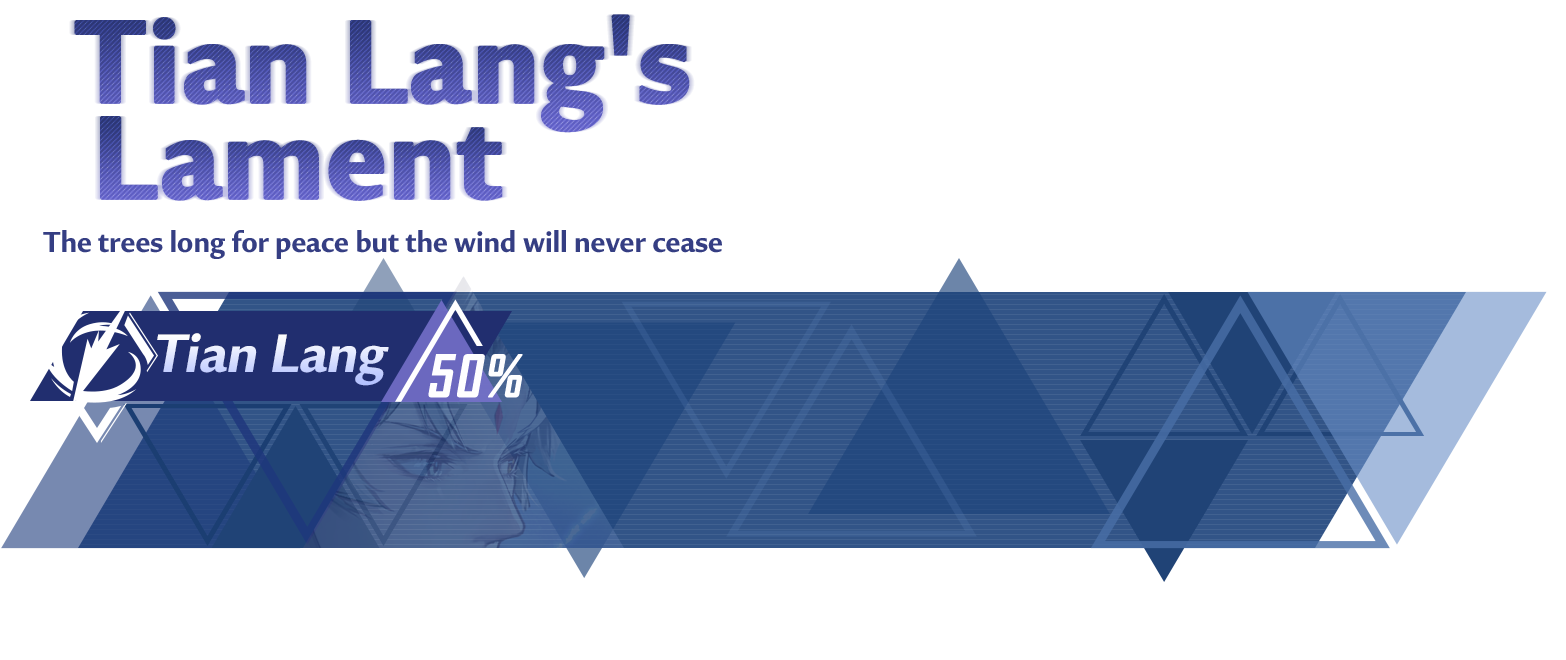 Tian Lang's
Lament
The trees long for peace but the wind will never cease
Tian Lang
50%